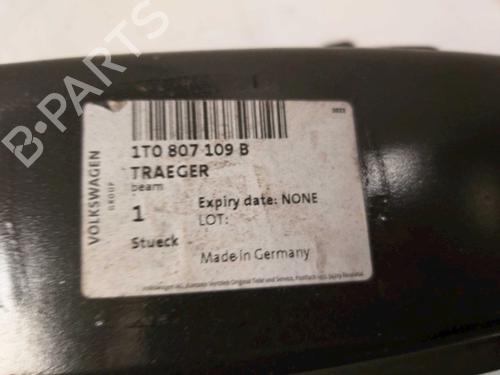 B-PARTS
VOLKSWAGEN
GROUP
1T0 807 109 B
TRAEGER
beam
1
Expiry date: NONE
LOT:
Stueck
Made in Germany